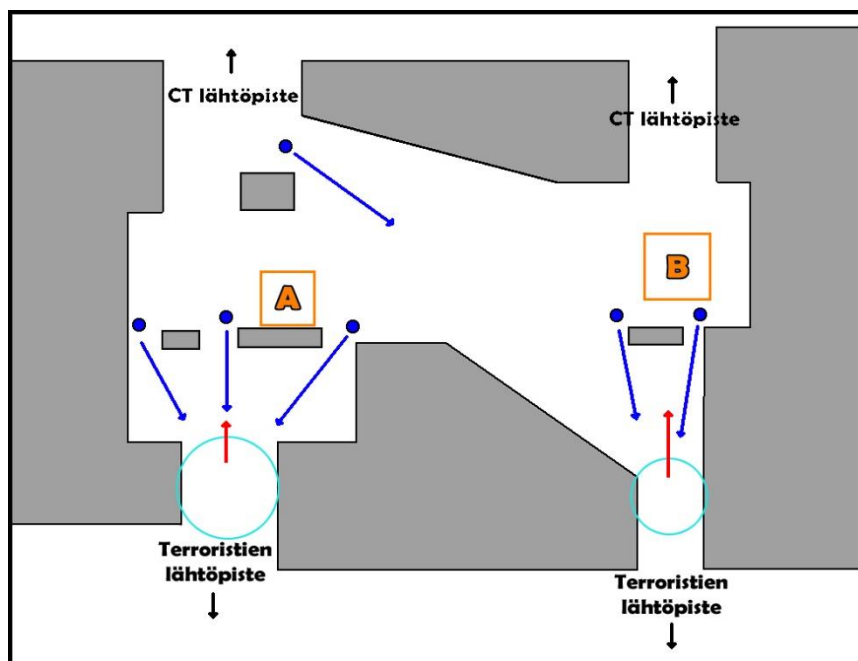 CT lähtöpiste
CT lähtöpiste
B
A
Terroristien
lähtöpiste
Terroristien
lähtöpiste